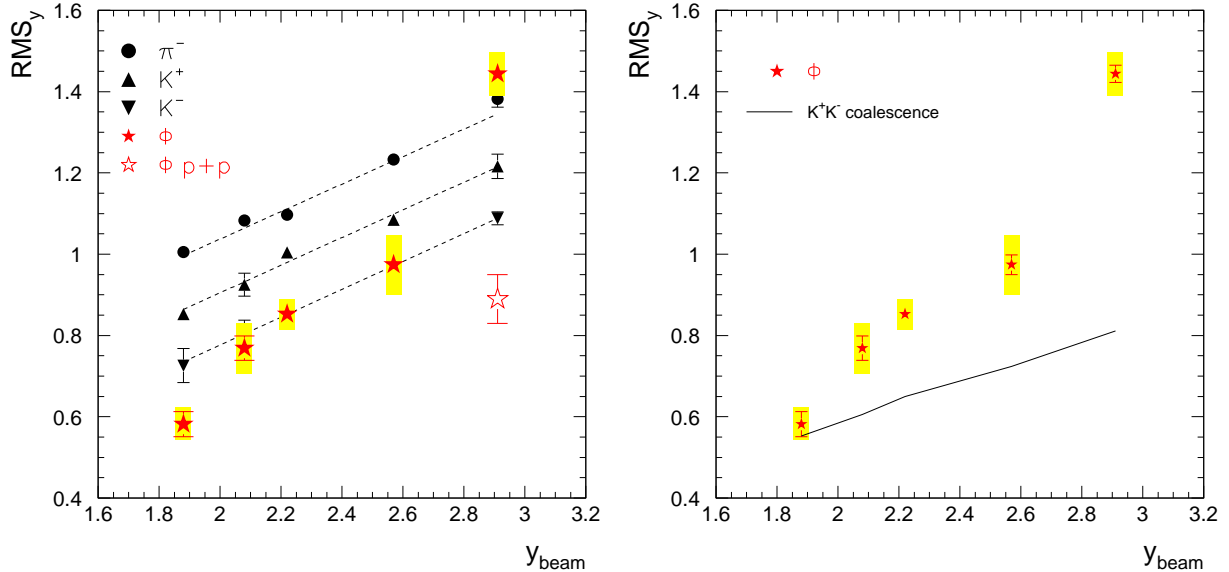 RMS_y
1.6
1.4
1.2
1
0.8
0.6
0.4
1.6 1.8 2 2.2 2.4 2.6 2.8 3 3.2
y_beam
π⁻
K⁺
K⁻
ϕ
ϕ p+p
RMS_y
1.6
1.4
1.2
1
0.8
0.6
0.4
1.6 1.8 2 2.2 2.4 2.6 2.8 3 3.2
y_beam
ϕ
K⁺K⁻ coalescence